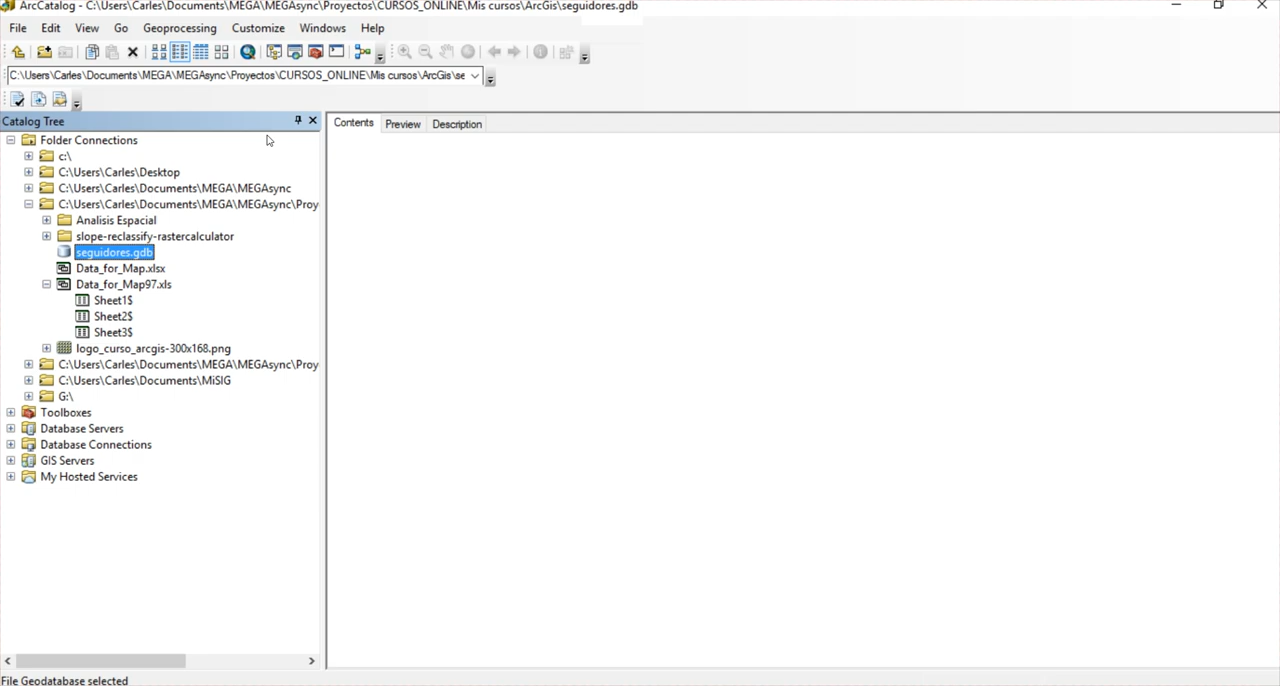 ArcCatalog - C:\Users\Carles\Documents\MEGA\MEGAsync\Proyectos\CURSOS_ONLINE\Mis cursos\ArcGis\seguidores.gdb
File Edit View Go Geoprocessing Customize Windows Help
C:\Users\Carles\Documents\MEGA\MEGAsync\Proyectos\CURSOS_ONLINE\Mis cursos\ArcGis\se
Catalog Tree
Contents Preview Description
Folder Connections
c:\
C:\Users\Carles\Desktop
C:\Users\Carles\Documents\MEGA\MEGAsync
C:\Users\Carles\Documents\MEGA\MEGAsync\Proy
Analisis Espacial
slope-reclassify-rastercalculator
seguidores.gdb
Data_for_Map.xlsx
Data_for_Map97.xls
Sheet1$
Sheet2$
Sheet3$
logo_curso_arcgis-300x168.png
C:\Users\Carles\Documents\MEGA\MEGAsync\Proy
C:\Users\Carles\Documents\MiSIG
G:\
Toolboxes
Database Servers
Database Connections
GIS Servers
My Hosted Services
File Geodatabase selected